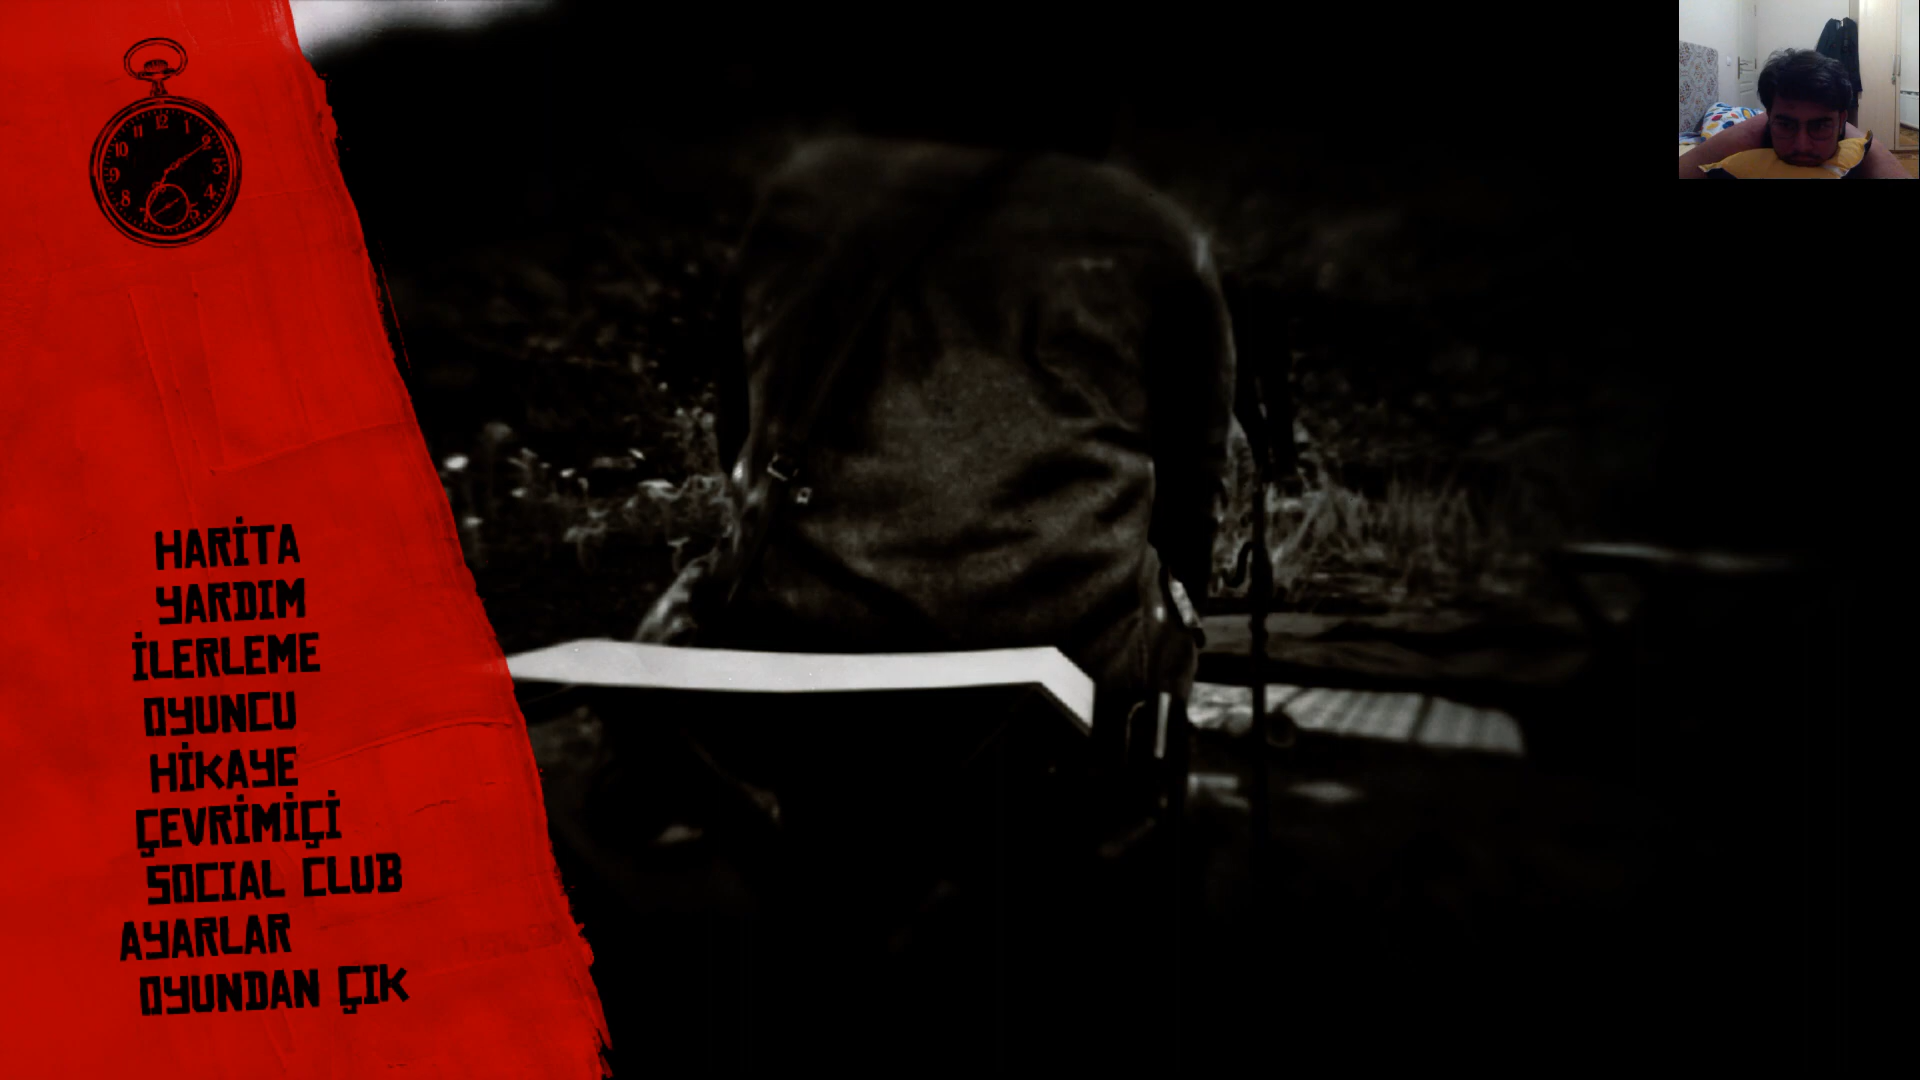 HARİTA
YARDIM
İLERLEME
OYUNCU
HİKAYE
ÇEVRİMİÇİ
SOCIAL CLUB
AYARLAR
OYUNDAN ÇIK